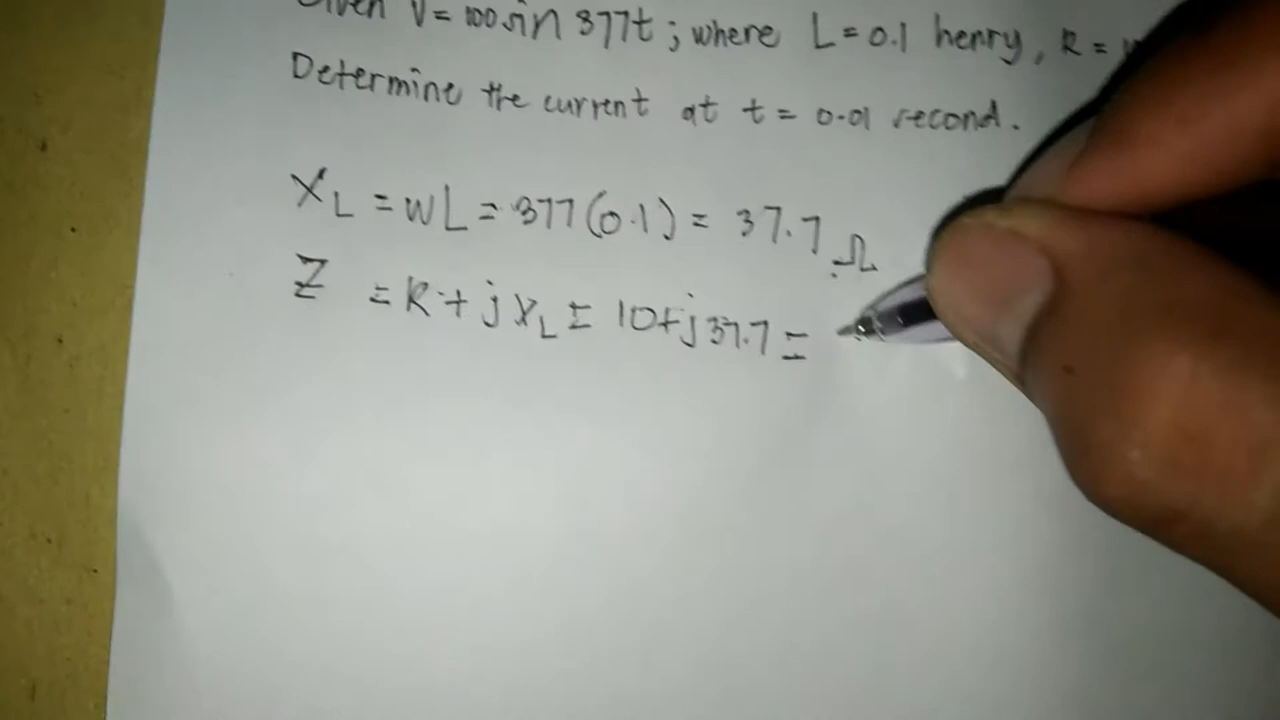 Given V = 100 sin 377t ; where L = 0.1 henry, R =
Determine the current at t = 0.01 second.
XL = wL = 377(0.1) = 37.7 Ω
Z = R + jXL = 10 + j37.7 =